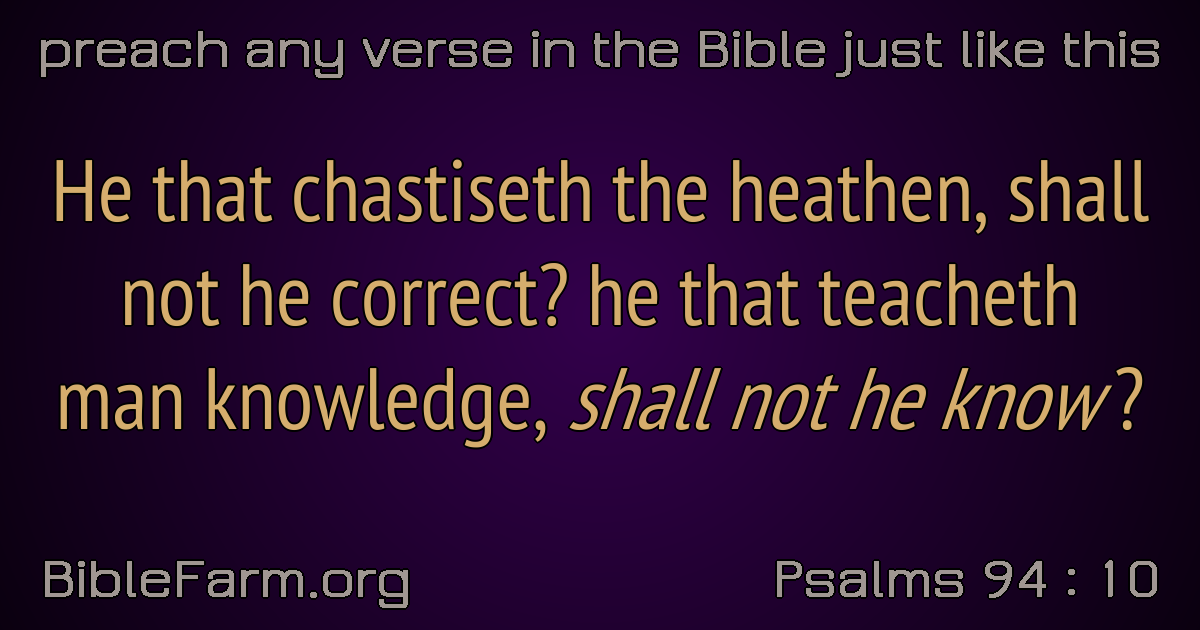 preach any verse in the Bible just like this
He that chastiseth the heathen, shall
not he correct? he that teacheth
man knowledge, shall not he know?
BibleFarm.org
Psalms 94 : 10